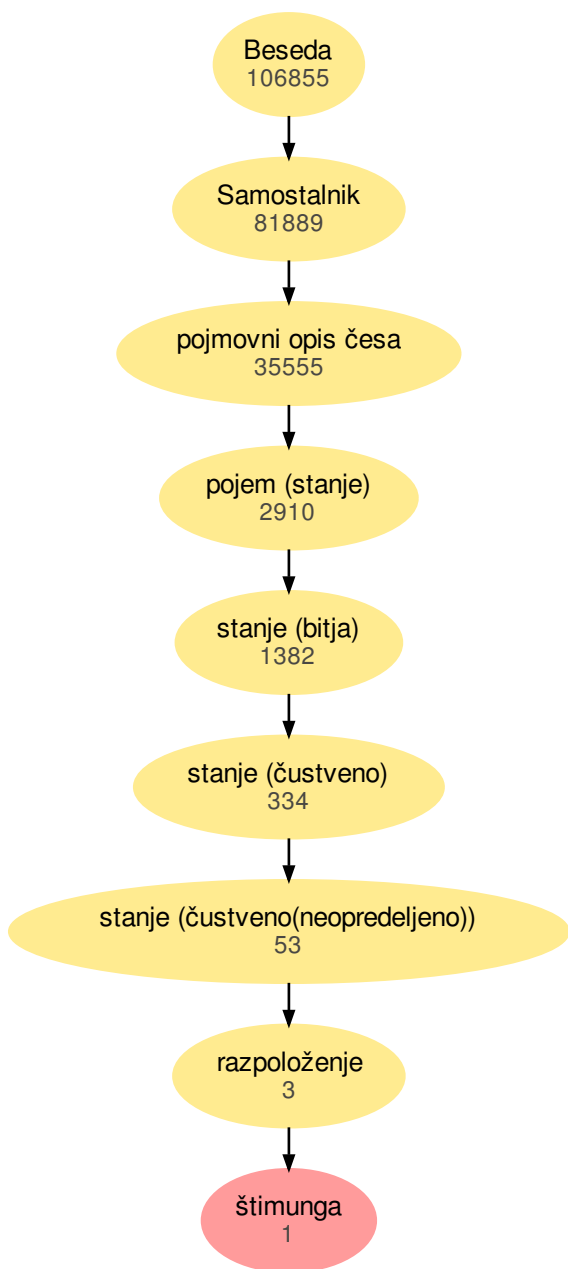 Beseda
106855
Samostalnik
81889
pojmovni opis česa
35555
pojem (stanje)
2910
stanje (bitja)
1382
stanje (čustveno)
334
stanje (čustveno(neopredeljeno))
53
razpoloženje
3
štimunga
1